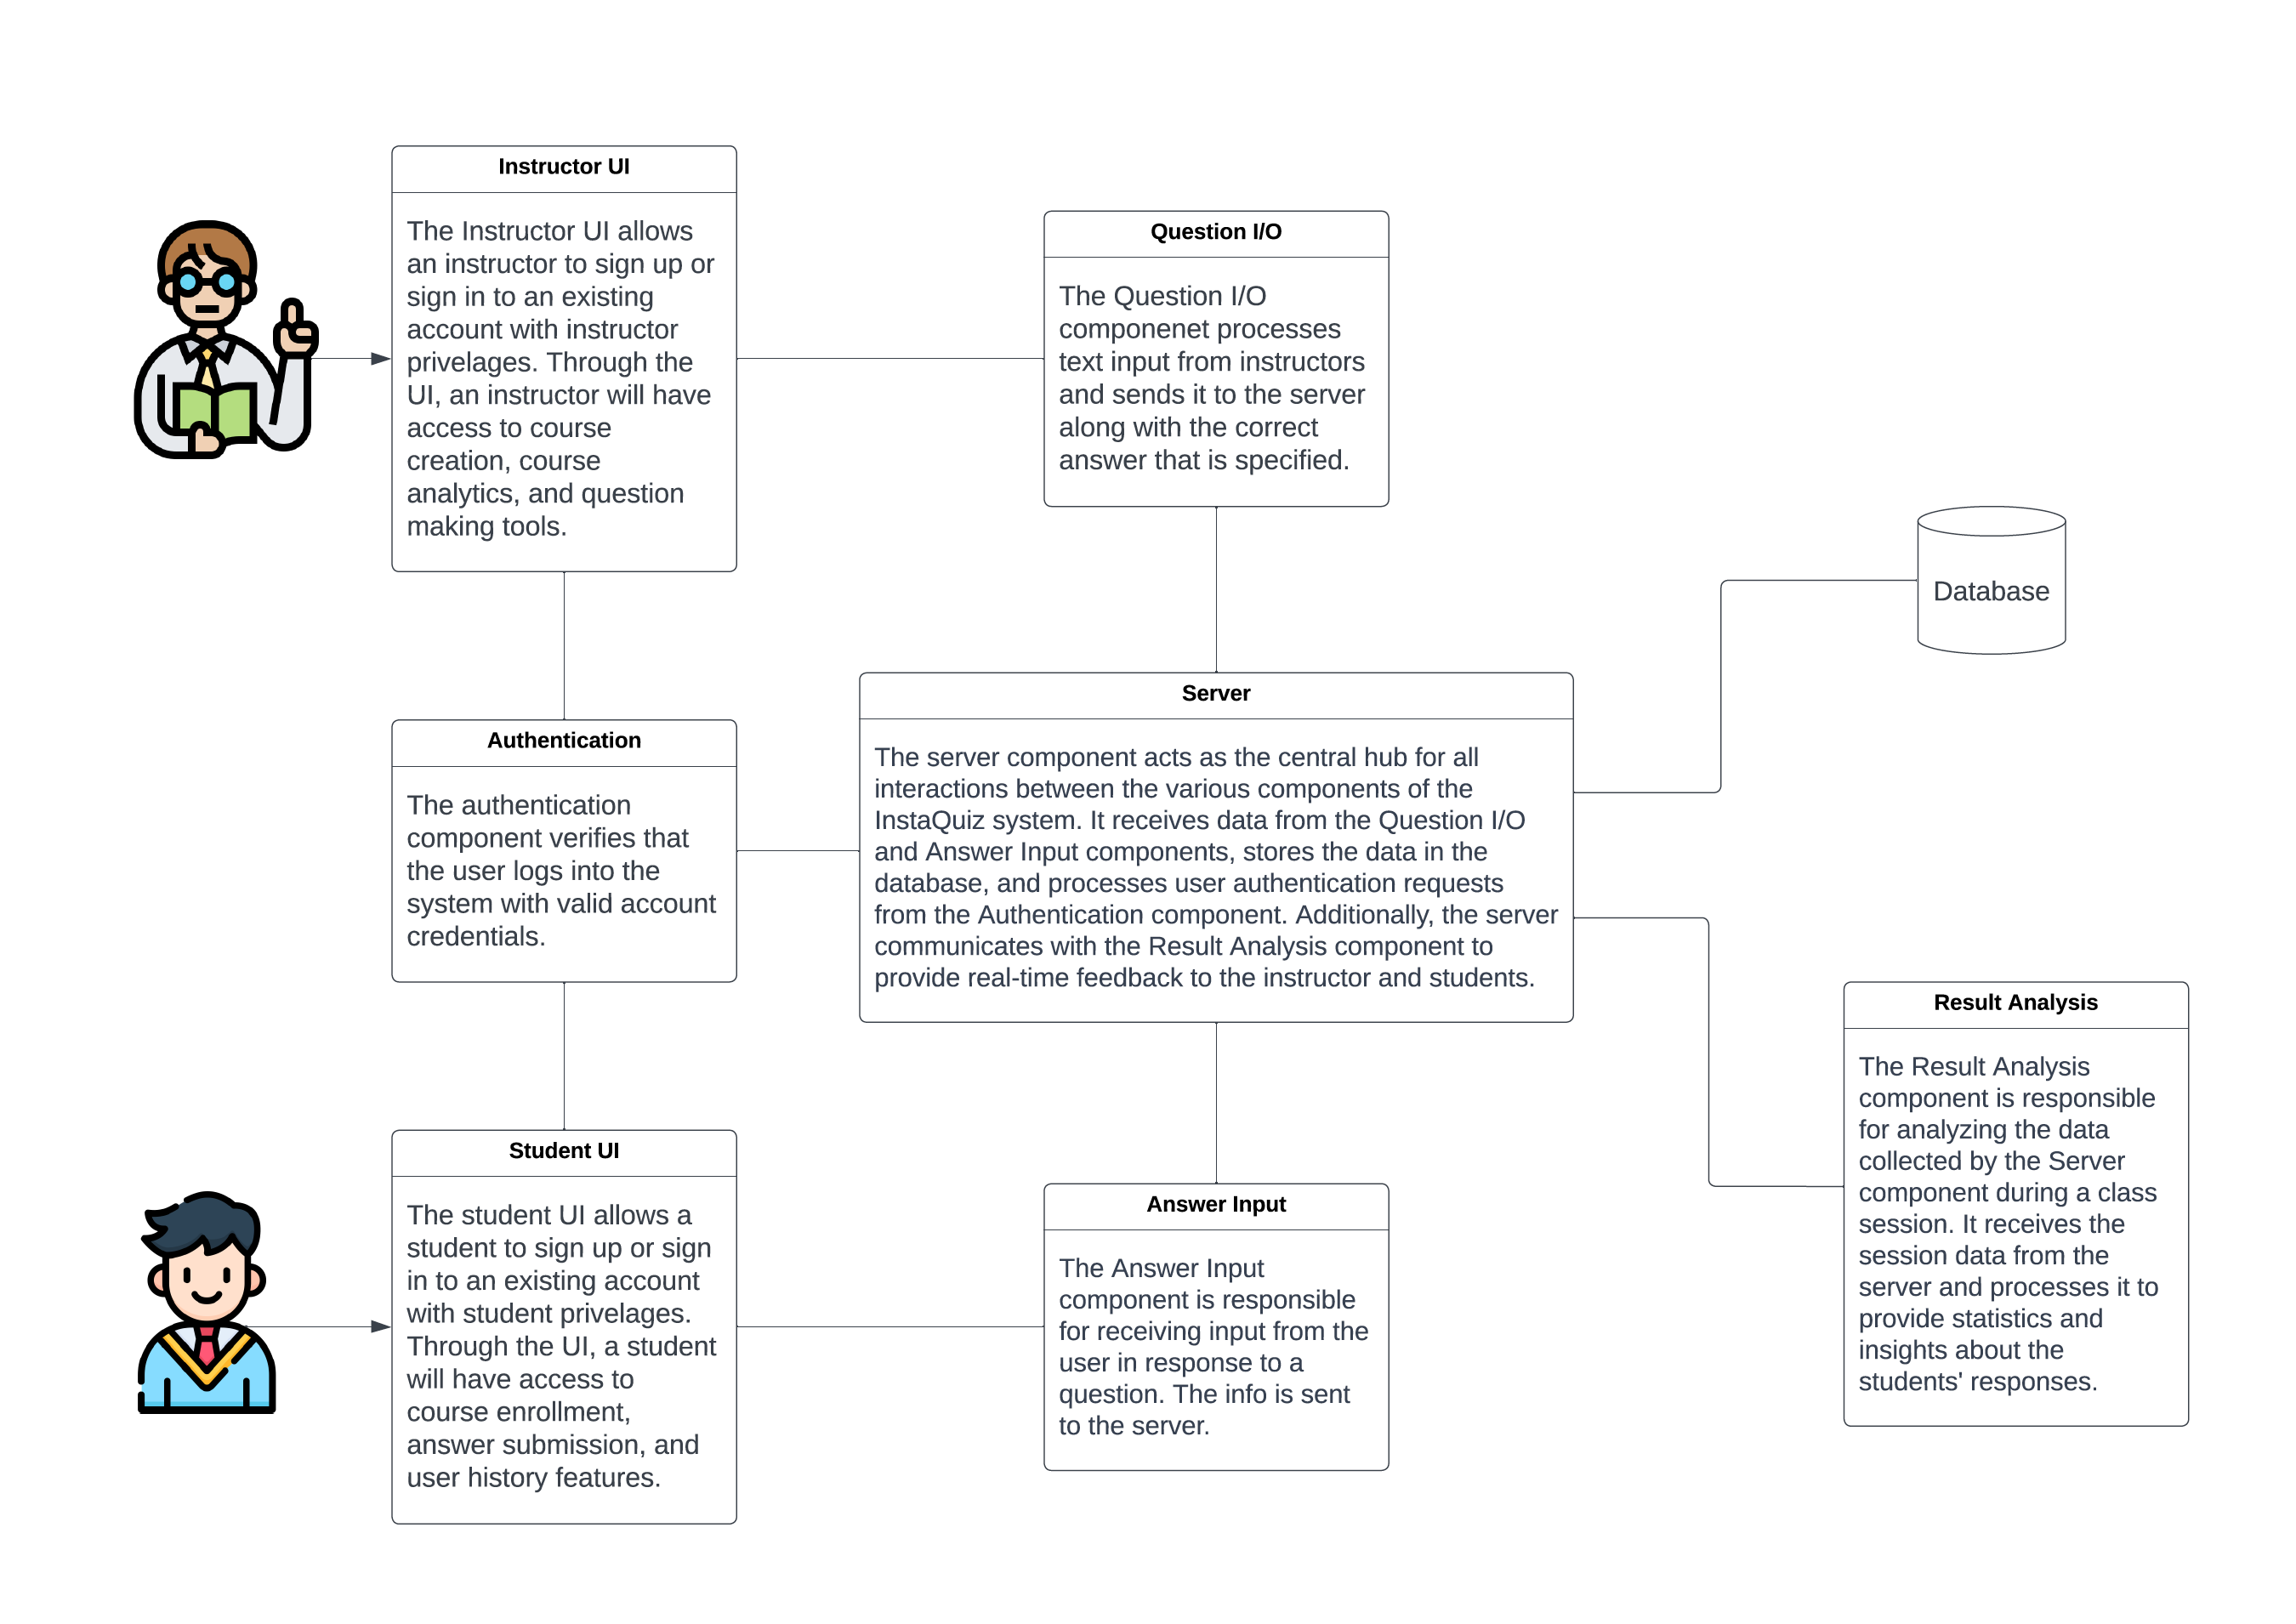 Instructor UI
The Instructor UI allows
an instructor to sign up or
sign in to an existing
account with instructor
privelages. Through the
UI, an instructor will have
access to course
creation, course
analytics, and question
making tools.
Question I/O
The Question I/O
componenet processes
text input from instructors
and sends it to the server
along with the correct
answer that is specified.
Database
Authentication
The authentication
component verifies that
the user logs into the
system with valid account
credentials.
Server
The server component acts as the central hub for all
interactions between the various components of the
InstaQuiz system. It receives data from the Question I/O
and Answer Input components, stores the data in the
database, and processes user authentication requests
from the Authentication component. Additionally, the server
communicates with the Result Analysis component to
provide real-time feedback to the instructor and students.
Result Analysis
The Result Analysis
component is responsible
for analyzing the data
collected by the Server
component during a class
session. It receives the
session data from the
server and processes it to
provide statistics and
insights about the
students' responses.
Student UI
The student UI allows a
student to sign up or sign
in to an existing account
with student privelages.
Through the UI, a student
will have access to
course enrollment,
answer submission, and
user history features.
Answer Input
The Answer Input
component is responsible
for receiving input from the
user in response to a
question. The info is sent
to the server.